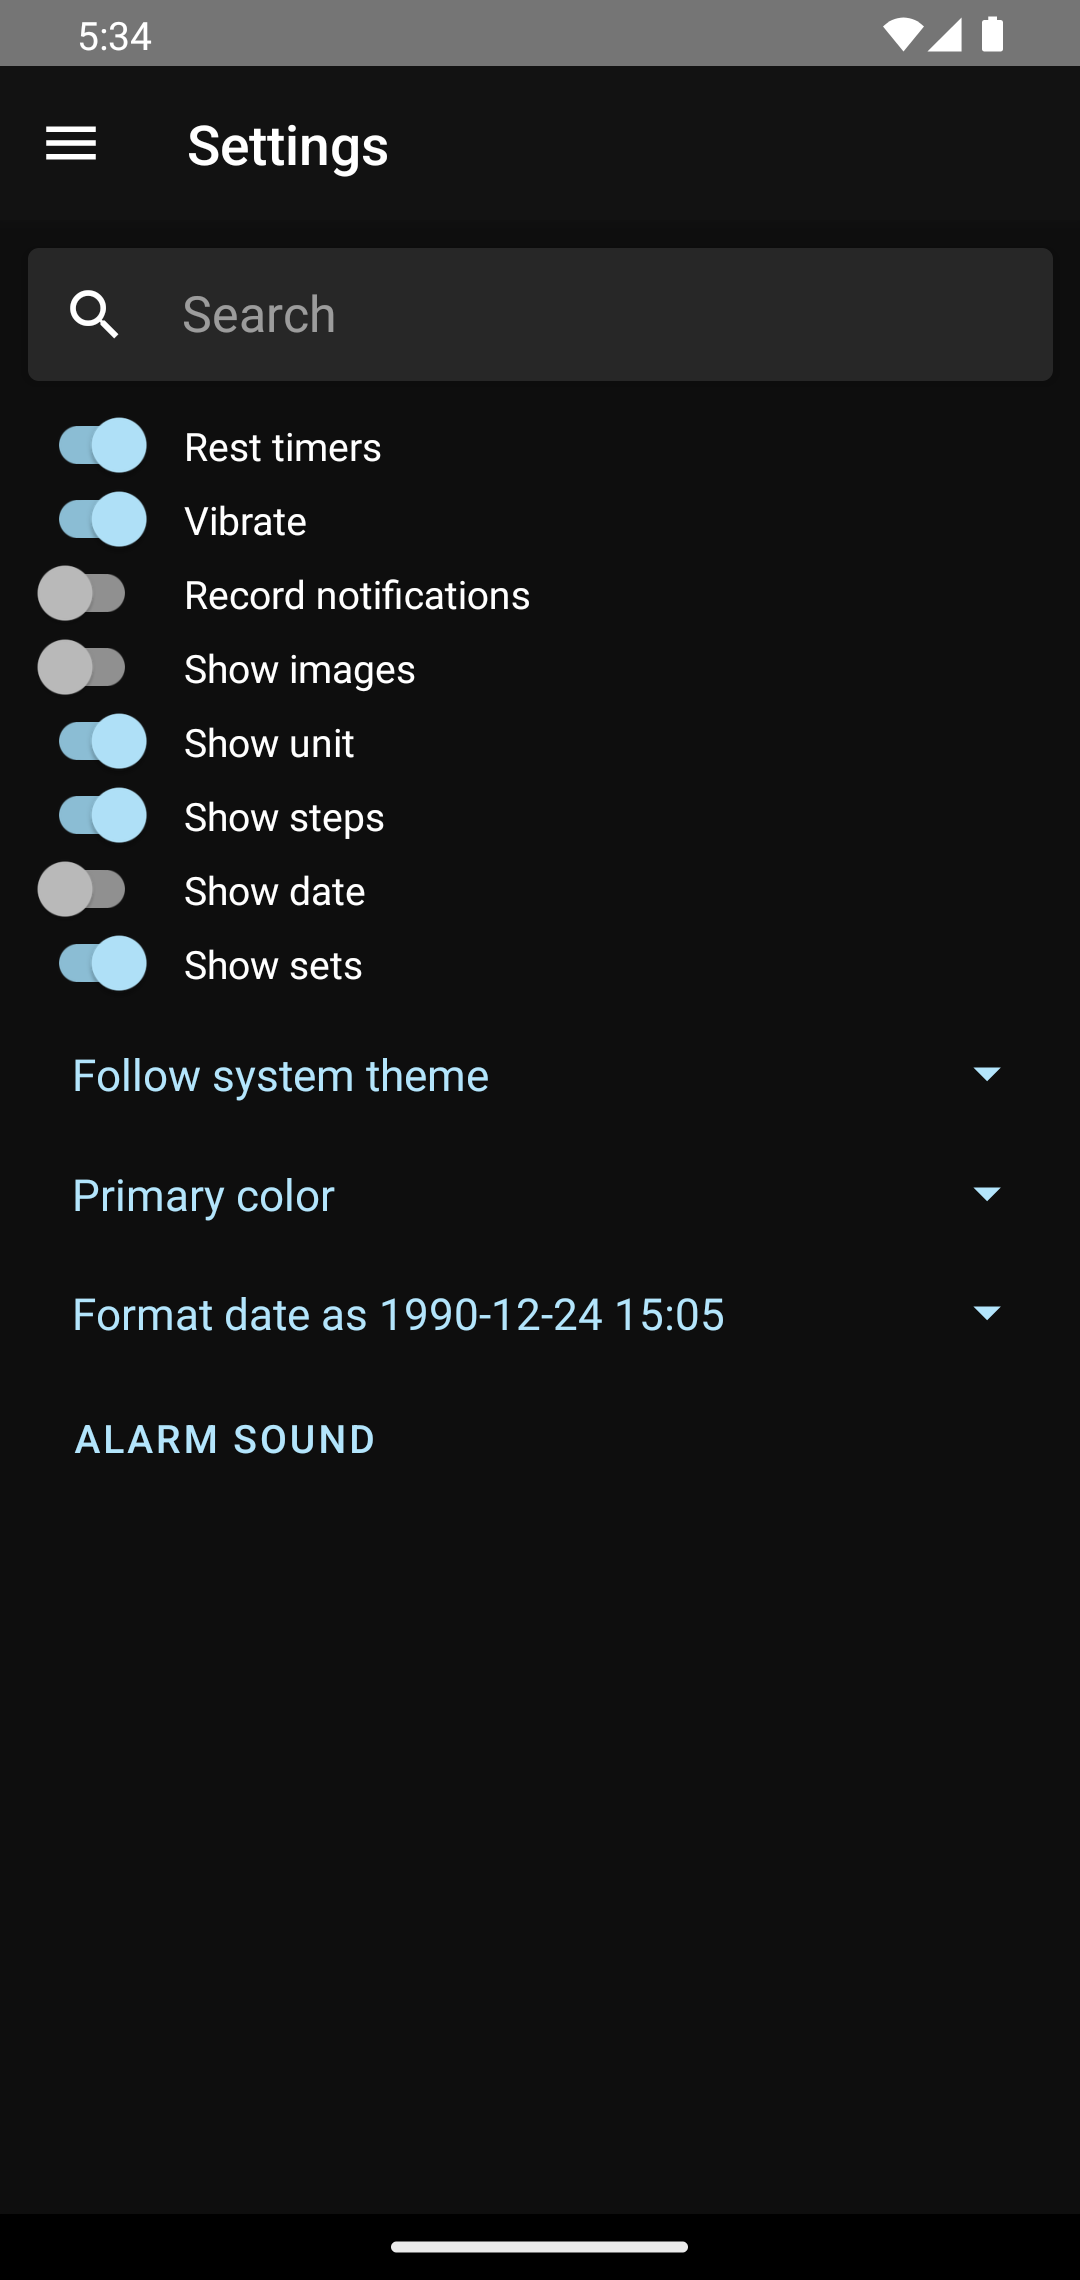 5:34
Settings
Search
Rest timers
Vibrate
Record notifications
Show images
Show unit
Show steps
Show date
Show sets
Follow system theme
Primary color
Format date as 1990-12-24 15:05
ALARM SOUND